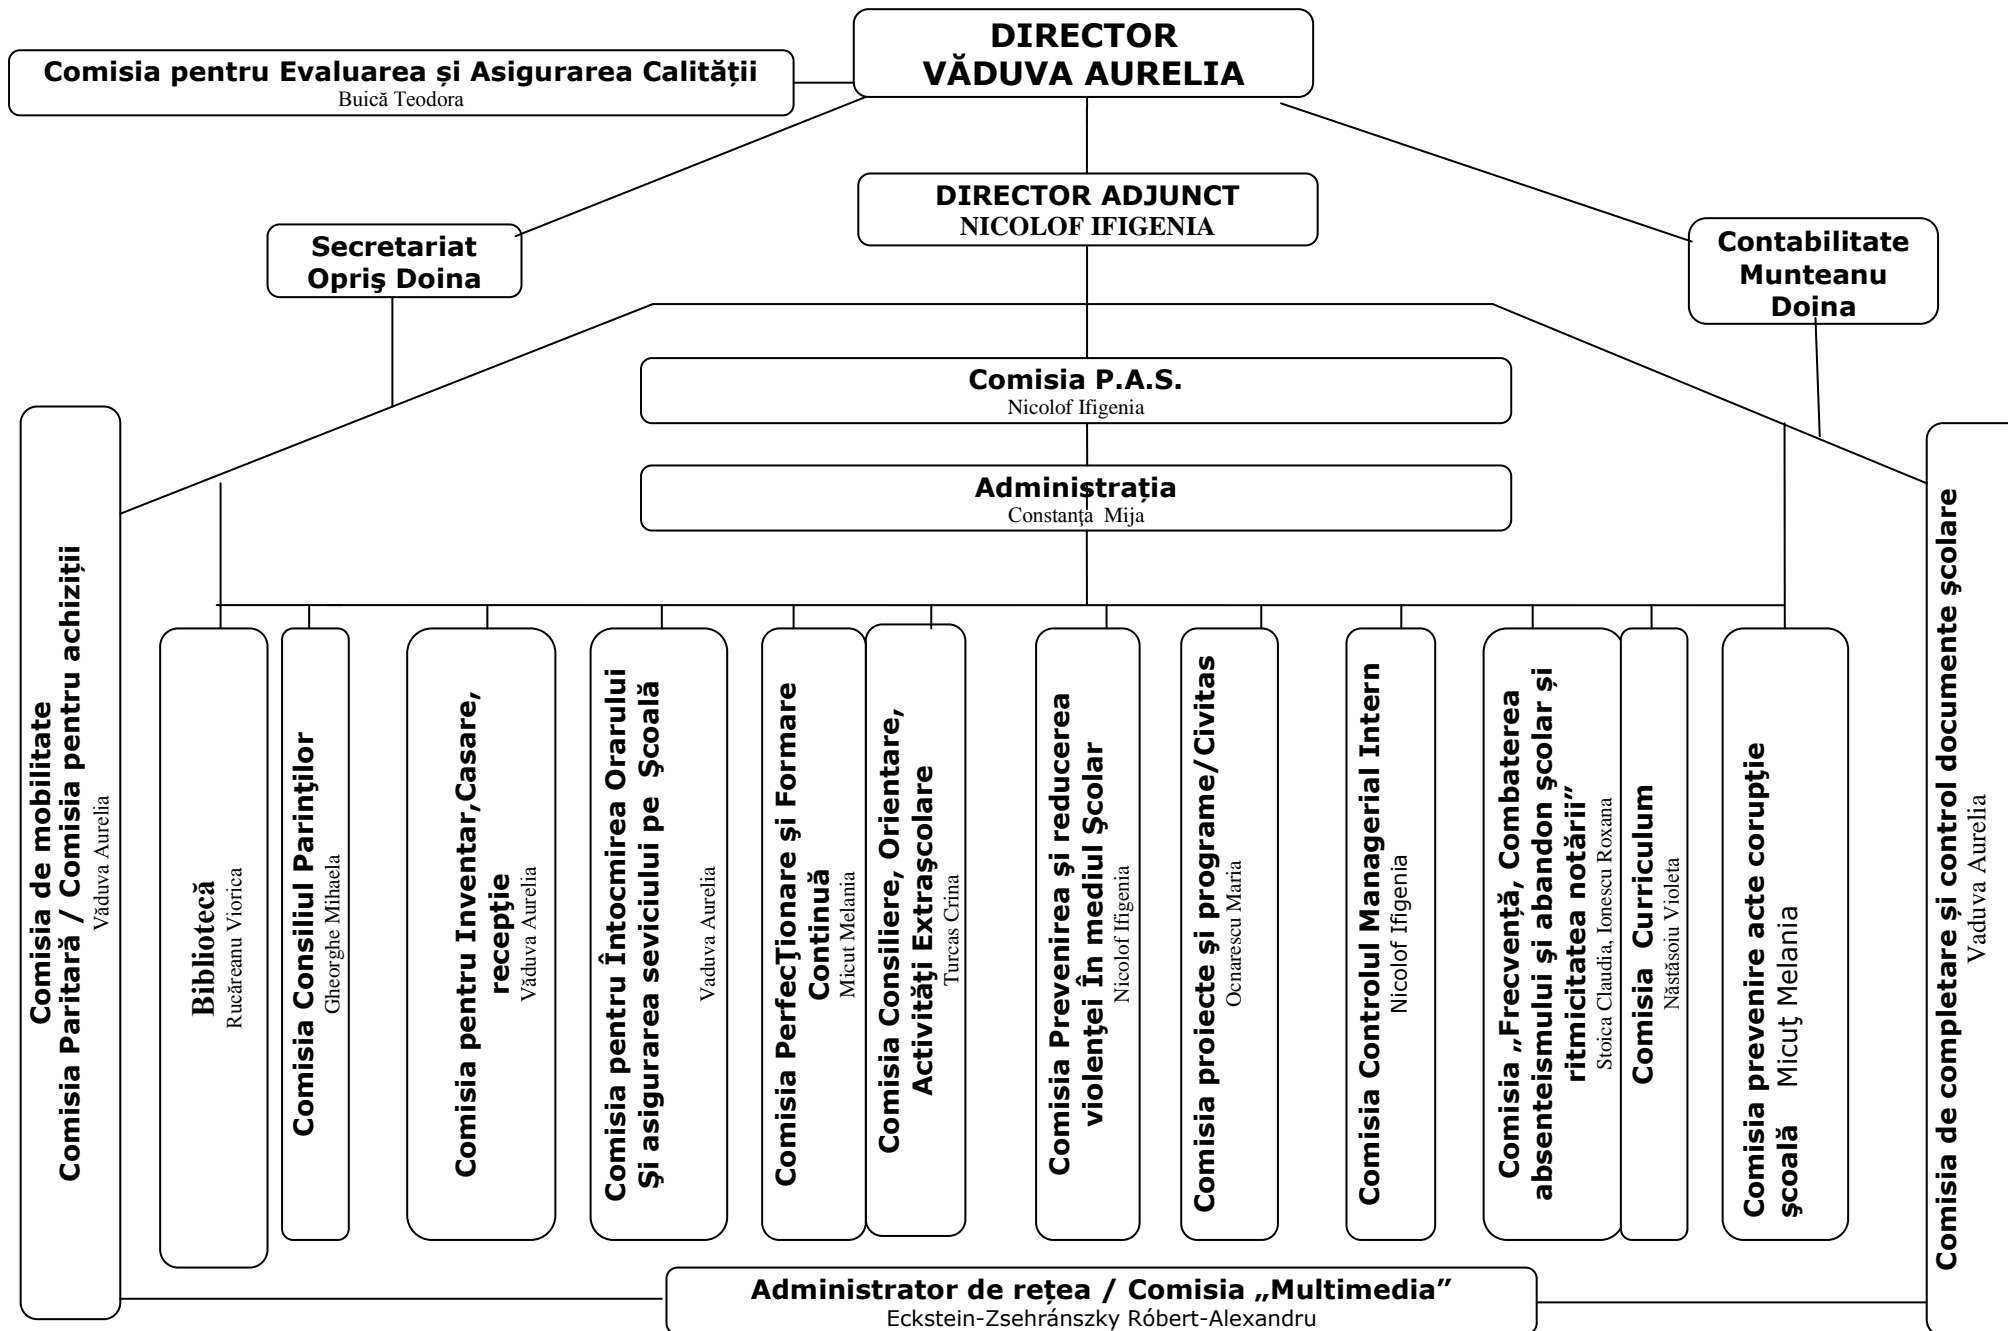 DIRECTOR
VĂDUVA AURELIA
Comisia pentru Evaluarea și Asigurarea Calității
Buică Teodora
DIRECTOR ADJUNCT
NICOLOF IFIGENIA
Secretariat
Opriş Doina
Contabilitate
Munteanu
Doina
Comisia P.A.S.
Nicolof Ifigenia
Administrația
Constanţa Mija
Comisia de mobilitate
Comisia Paritară / Comisia pentru achiziții
Văduva Aurelia
Bibliotecă
Rucăreanu Viorica
Comisia Consiliul Parinţilor
Gheorghe Mihaela
Comisia pentru Inventar,Casare,
recepţie
Văduva Aurelia
Comisia pentru Întocmirea Orarului
Şi asigurarea seviciului pe Şcoală
Vaduva Aurelia
Comisia PerfecŢionare şi Formare
Continuă
Micut Melania
Comisia Consiliere, Orientare,
Activităţi Extraşcolare
Turcas Crina
Comisia Prevenirea şi reducerea
violenţei În mediul Şcolar
Nicolof Ifigenia
Comisia proiecte şi programe/Civitas
Ocnarescu Maria
Comisia Controlul Managerial Intern
Nicolof Ifigenia
Comisia „Frecvență, Combaterea
absenteismului şi abandon şcolar și
ritmicitatea notării”
Stoica Claudia, Ionescu Roxana
Comisia Curriculum
Năstăsoiu Violeta
Comisia prevenire acte corupţie
şcoală Micuţ Melania
Comisia de completare și control documente şcolare
Vaduva Aurelia
Administrator de rețea / Comisia „Multimedia”
Eckstein-Zsehránszky Róbert-Alexandru